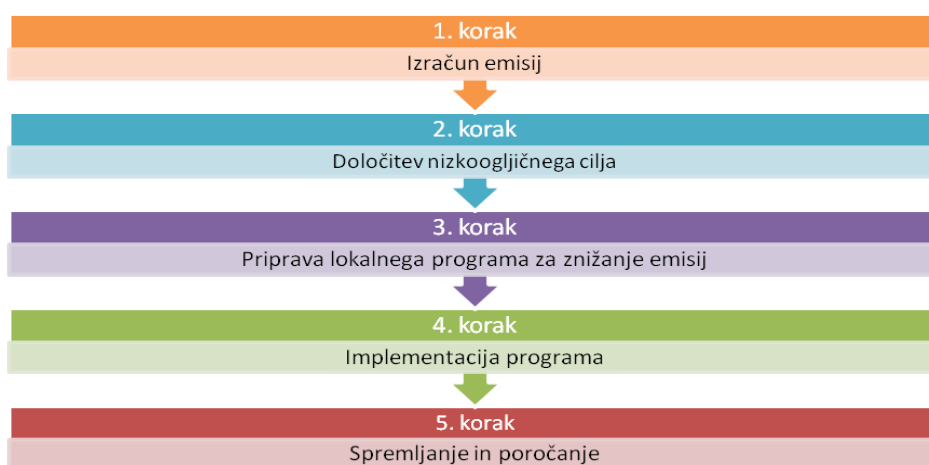 1. korak
Izračun emisij
2. korak
Določitev nizkoogljičnega cilja
3. korak
Priprava lokalnega programa za znižanje emisij
4. korak
Implementacija programa
5. korak
Spremljanje in poročanje